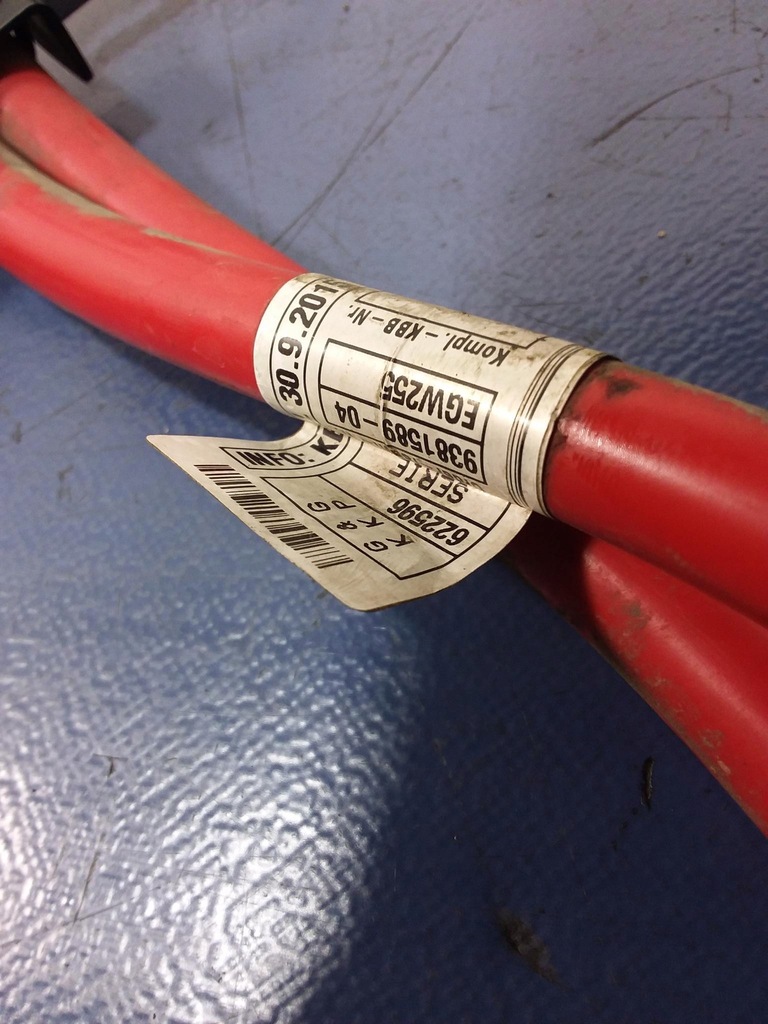 Kompl.-KBB-Nr.
EGW255
9381589-04
SERIE
622596
G & G
K K P
30.9.201
INFO: K